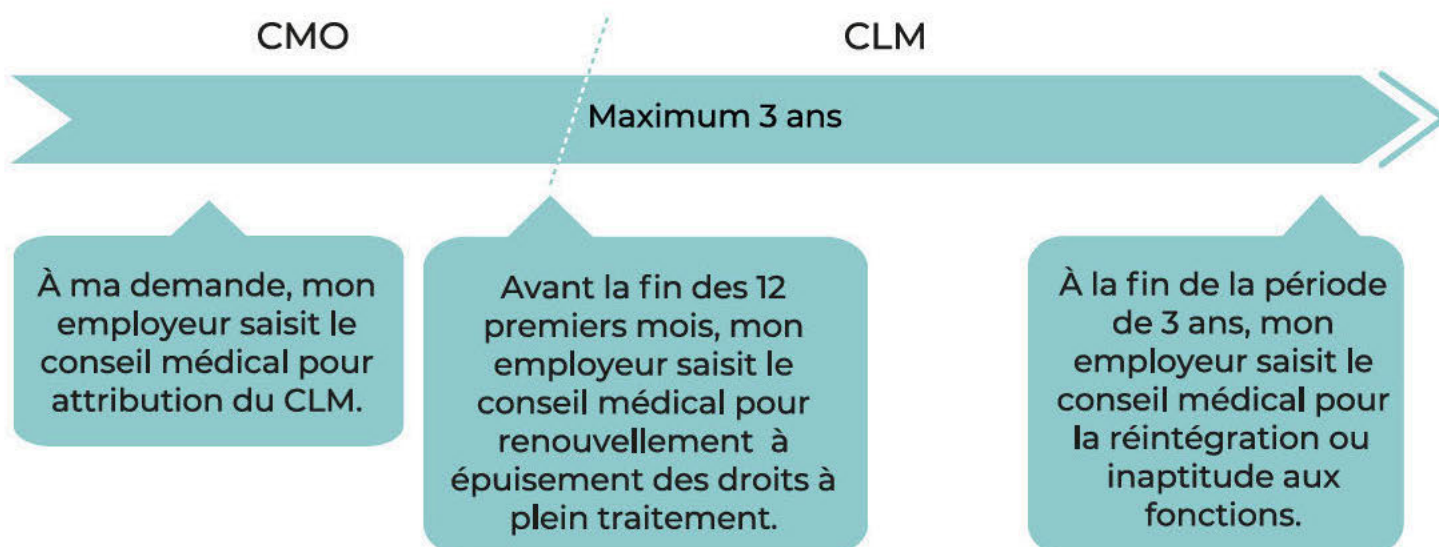 CMO
CLM
Maximum 3 ans
À ma demande, mon
employeur saisit le
conseil médical pour
attribution du CLM.
Avant la fin des 12
premiers mois, mon
employeur saisit le
conseil médical pour
renouvellement à
épuisement des droits à
plein traitement.
À la fin de la période
de 3 ans, mon
employeur saisit le
conseil médical pour
la réintégration ou
inaptitude aux
fonctions.